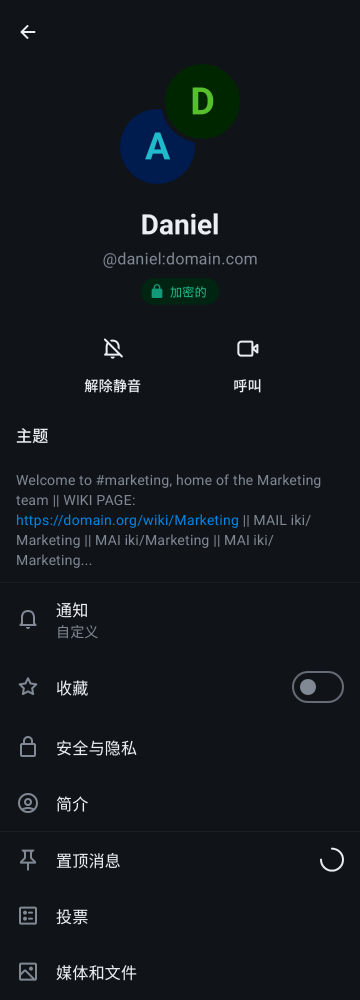 D
A
Daniel
@daniel:domain.com
加密的
解除静音
呼叫
主题
Welcome to #marketing, home of the Marketing
team || WIKI PAGE:
https://domain.org/wiki/Marketing || MAIL iki/
Marketing || MAI iki/Marketing || MAI iki/
Marketing...
通知
自定义
收藏
安全与隐私
简介
置顶消息
投票
媒体和文件